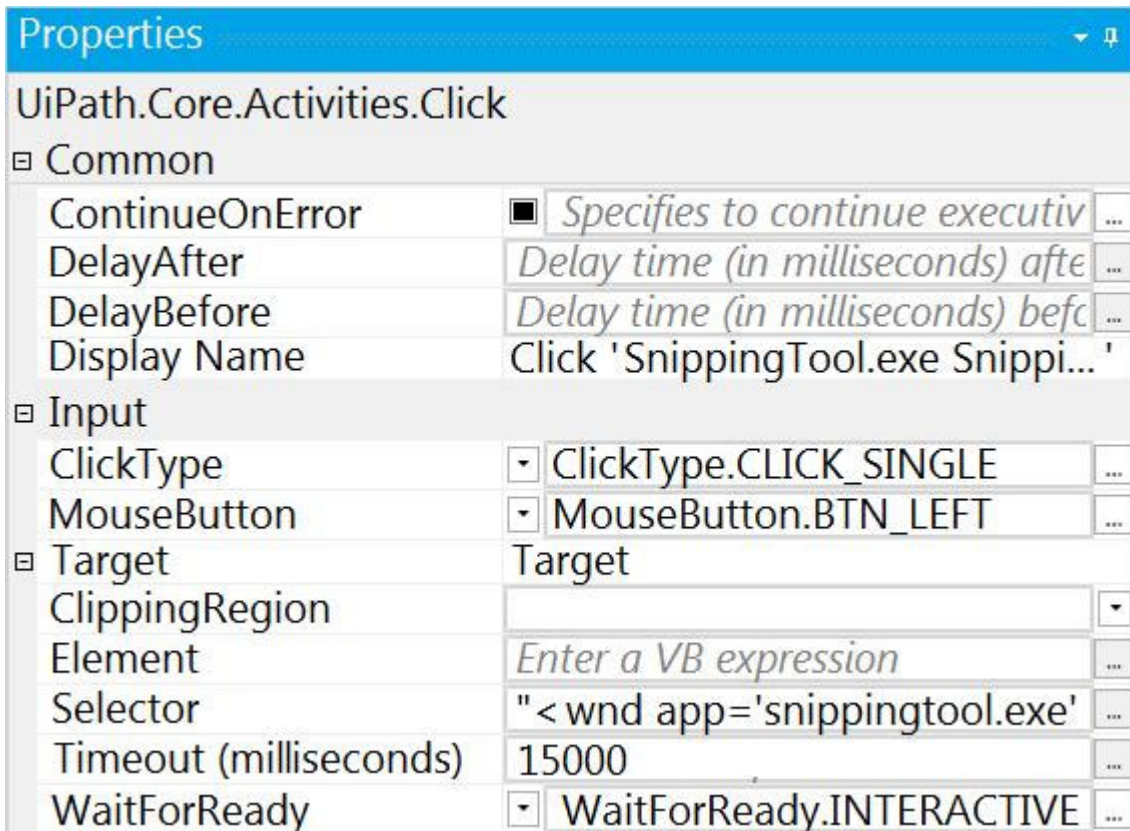 Properties
UiPath.Core.Activities.Click
Common
ContinueOnError Specifies to continue executiv ...
DelayAfter Delay time (in milliseconds) afte ...
DelayBefore Delay time (in milliseconds) befc ...
Display Name Click 'SnippingTool.exe Snippi... '
Input
ClickType ClickType.CLICK_SINGLE ...
MouseButton MouseButton.BTN_LEFT ...
Target Target
ClippingRegion
Element Enter a VB expression ...
Selector "< wnd app='snippingtool.exe' ...
Timeout (milliseconds) 15000 ...
WaitForReady WaitForReady.INTERACTIVE ...